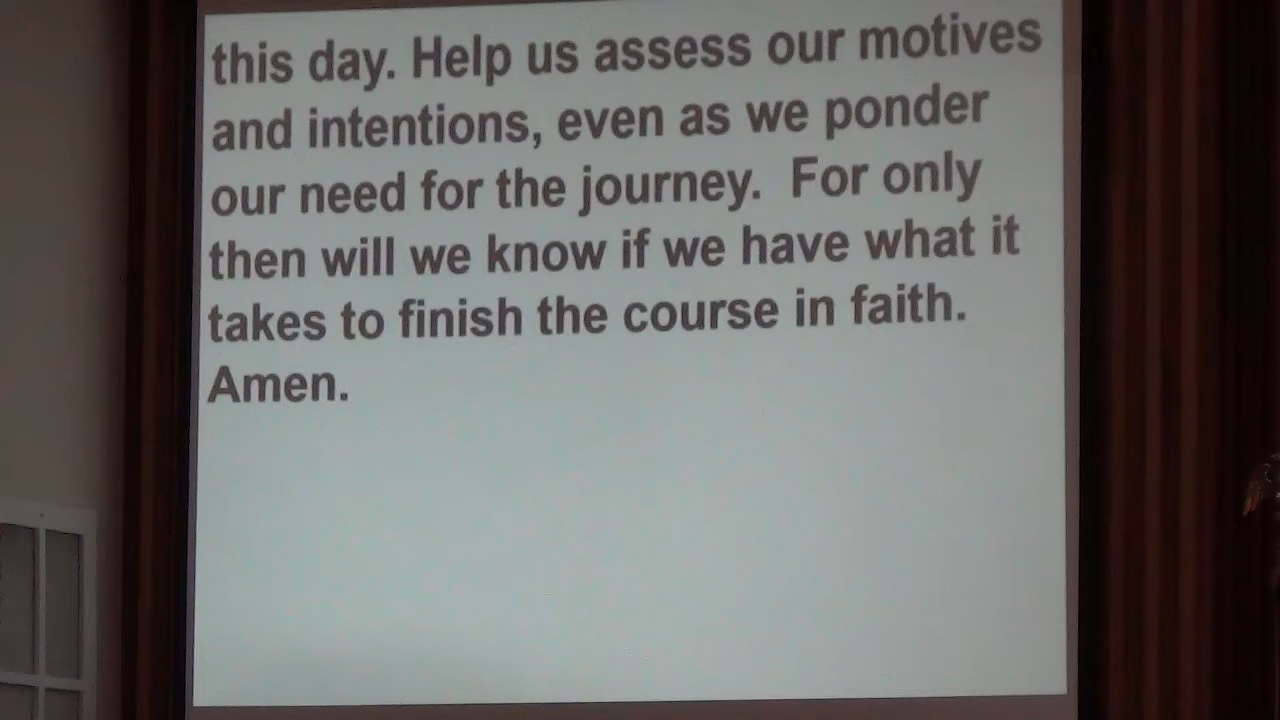 this day. Help us assess our motives
and intentions, even as we ponder
our need for the journey.  For only
then will we know if we have what it
takes to finish the course in faith.
Amen.